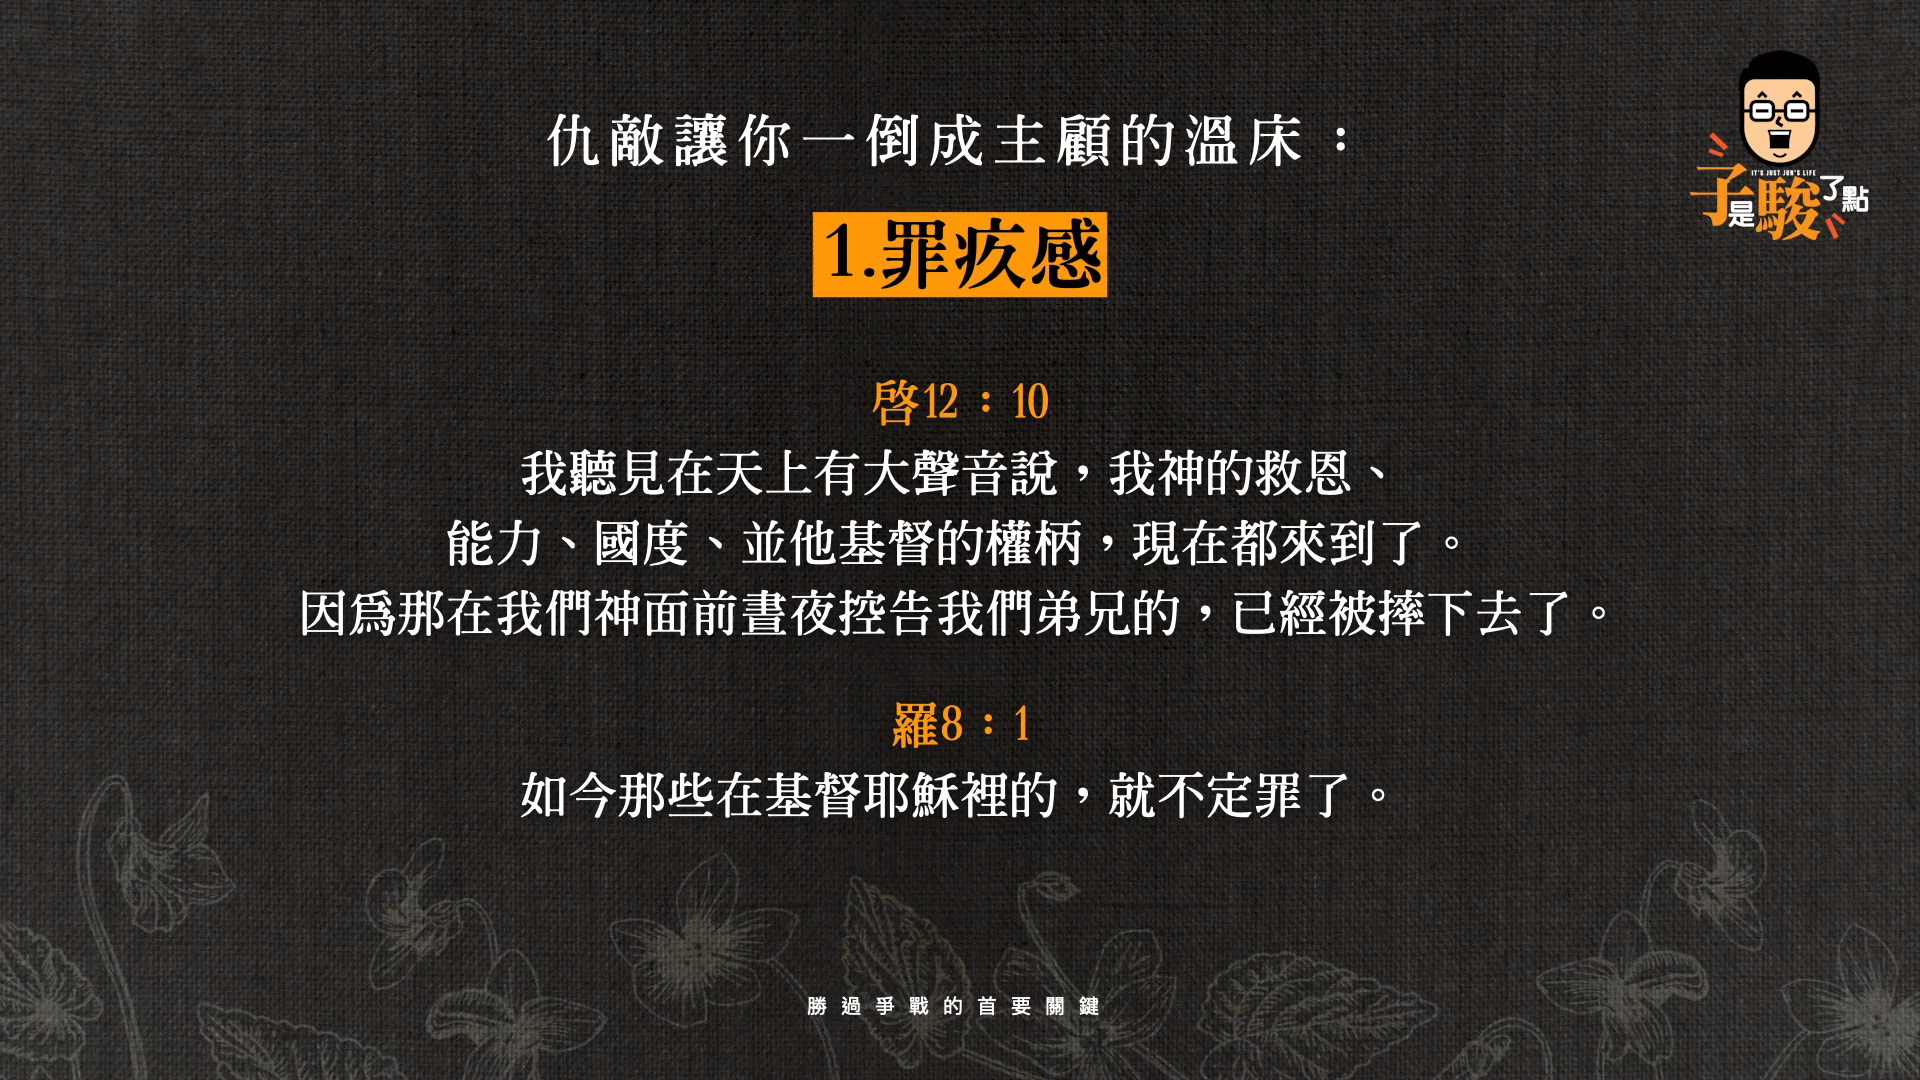 仇敵讓你一倒成主顧的溫床：
1.罪疚感
啓12：10
我聽見在天上有大聲音說，我神的救恩、
能力、國度、並他基督的權柄，現在都來到了。
因爲那在我們神面前晝夜控告我們弟兄的，已經被摔下去了。
羅8：1
如今那些在基督耶穌裡的，就不定罪了。
勝過爭戰的首要關鍵
IT'S JUST JUN'S LIFE
子是駿了點